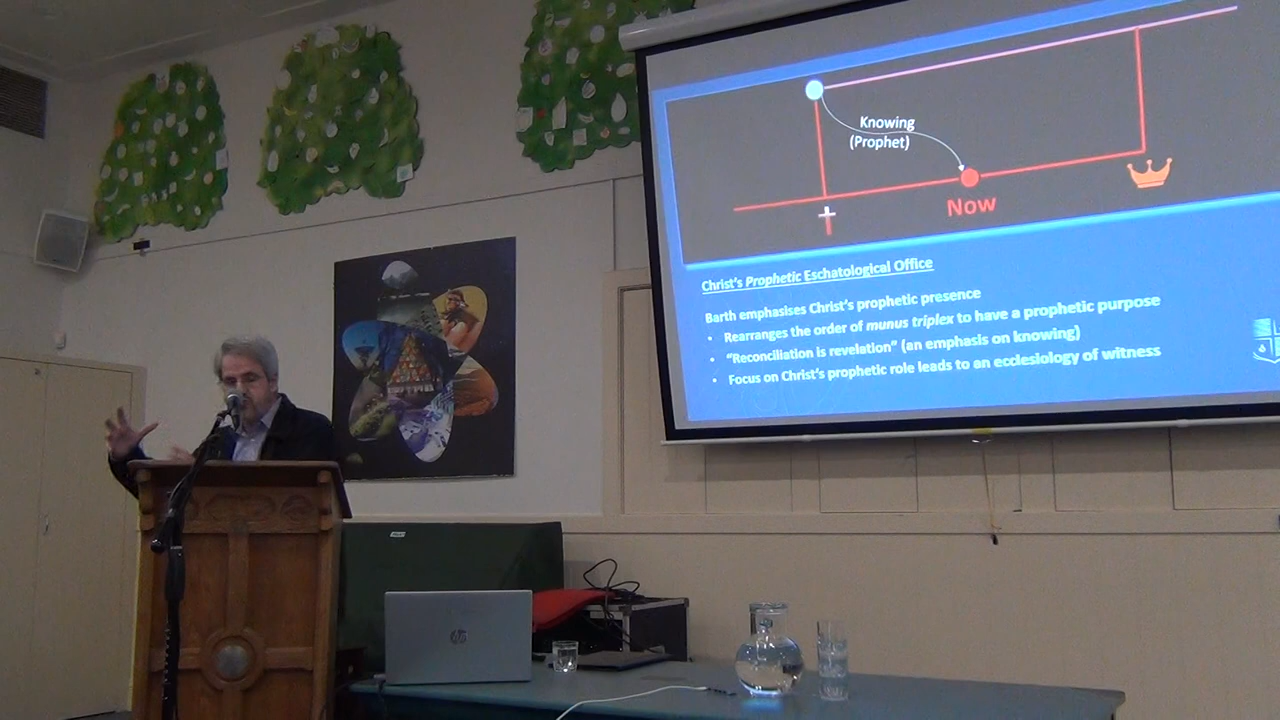 Knowing
(Prophet)
Now
Christ's Prophetic Eschatological Office
Barth emphasises Christ's prophetic presence
• Rearranges the order of munus triplex to have a prophetic purpose
• "Reconciliation is revelation" (an emphasis on knowing)
• Focus on Christ's prophetic role leads to an ecclesiology of witness
hp